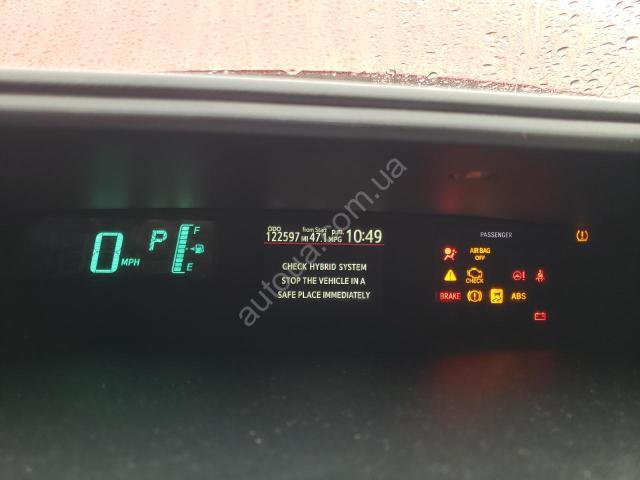 ODO from Start p.m.
122597 MI 47.1 MPG 10:49
0 MPH P F
E
CHECK HYBRID SYSTEM
STOP THE VEHICLE IN A
SAFE PLACE IMMEDIATELY
PASSENGER
AIR BAG
OFF
CHECK
BRAKE ABS
autoua.com.ua